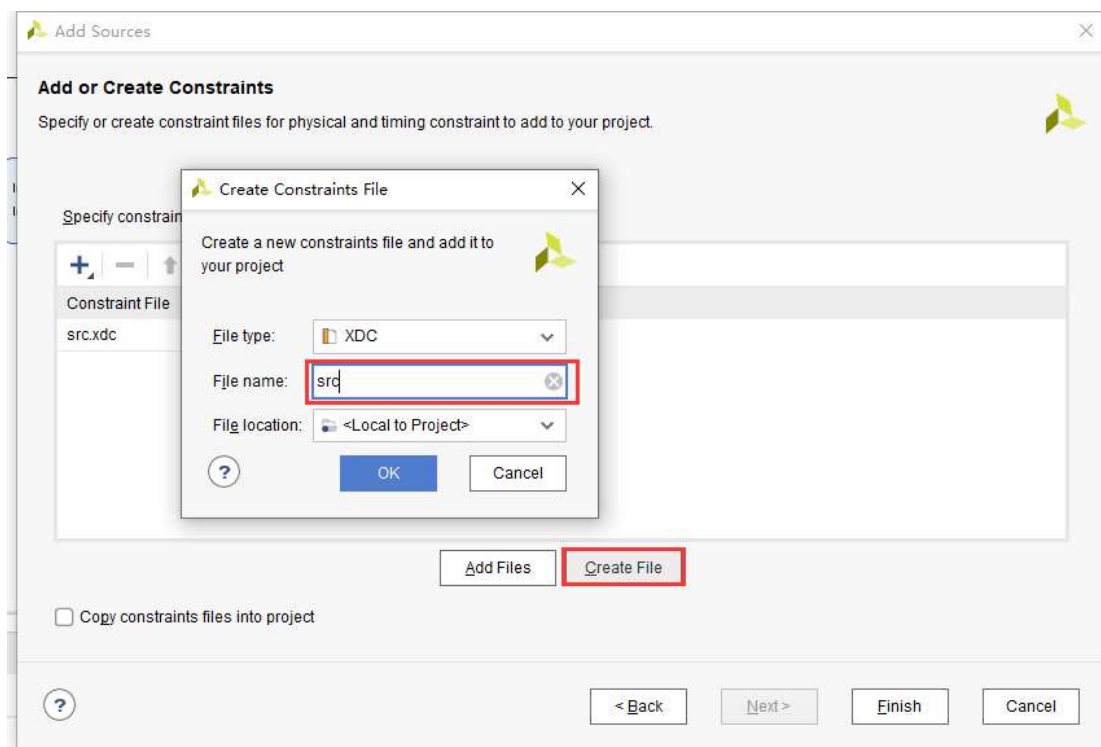 Add Sources
Add or Create Constraints
Specify or create constraint files for physical and timing constraint to add to your project.
Create Constraints File
Specify constrain
Create a new constraints file and add it to
your project
Constraint File
src.xdc
File type:
XDC
File name:
src
File location:
<Local to Project>
?
OK
Cancel
Add Files
Create File
Copy constraints files into project
?
< Back
Next >
Finish
Cancel